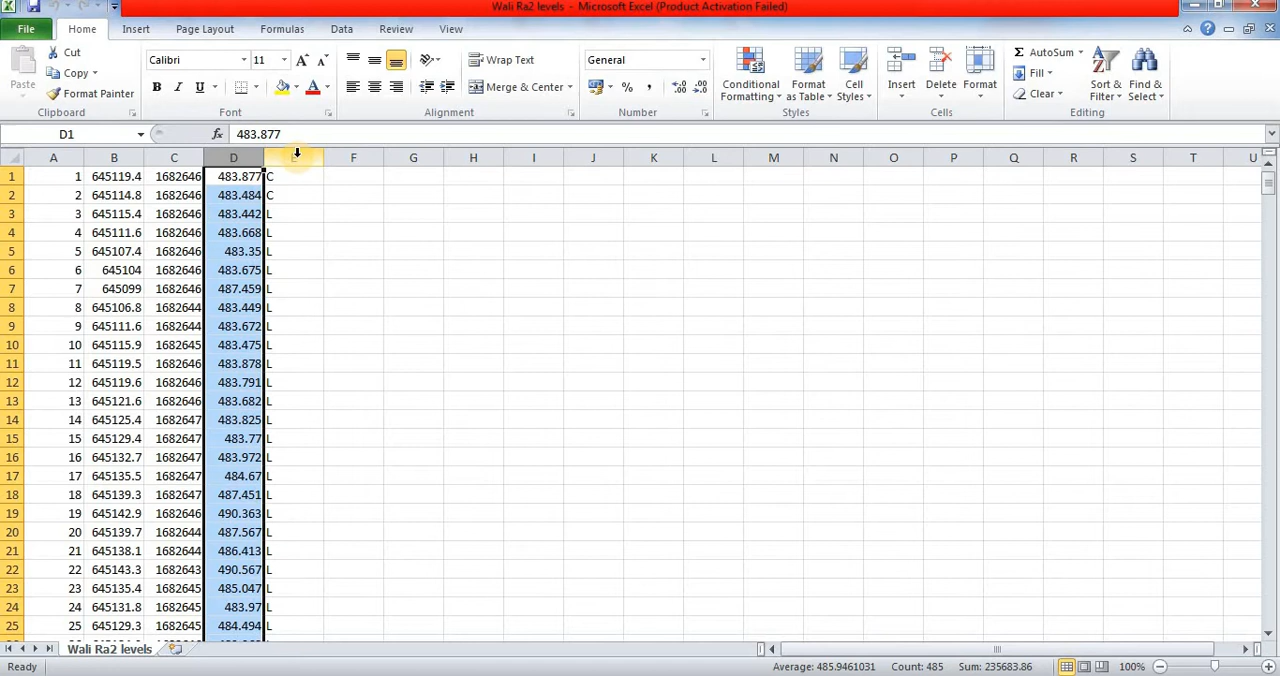 Wali Ra2 levels - Microsoft Excel (Product Activation Failed)
File Home Insert Page Layout Formulas Data Review View
Cut
Copy
Format Painter
Paste
Clipboard
Calibri 11
B I U
A A
Font
Wrap Text
Merge & Center
Alignment
General
% ,
Number
Conditional Formatting
Format as Table
Cell Styles
Styles
Insert
Delete
Format
Cells
Σ AutoSum
Fill
Clear
Sort & Filter
Find & Select
Editing
D1 fx 483.877
A B C D E F G H I J K L M N O P Q R S T U
1 1 645119.4 1682646 483.877 C
2 2 645114.8 1682646 483.484 C
3 3 645115.4 1682646 483.442 L
4 4 645111.6 1682646 483.668 L
5 5 645107.4 1682646 483.35 L
6 6 645104 1682646 483.675 L
7 7 645099 1682646 487.459 L
8 8 645106.8 1682644 483.449 L
9 9 645111.6 1682644 483.672 L
10 10 645115.9 1682645 483.475 L
11 11 645119.5 1682646 483.878 L
12 12 645119.6 1682646 483.791 L
13 13 645121.6 1682646 483.682 L
14 14 645125.4 1682647 483.825 L
15 15 645129.4 1682647 483.77 L
16 16 645132.7 1682647 483.972 L
17 17 645135.5 1682647 484.67 L
18 18 645139.3 1682647 487.451 L
19 19 645142.9 1682646 490.363 L
20 20 645139.7 1682644 487.567 L
21 21 645138.1 1682644 486.413 L
22 22 645143.3 1682643 490.567 L
23 23 645135.4 1682645 485.047 L
24 24 645131.8 1682645 483.97 L
25 25 645129.3 1682645 484.494 L
Wali Ra2 levels
Ready Average: 485.9461031 Count: 485 Sum: 235683.86 100%